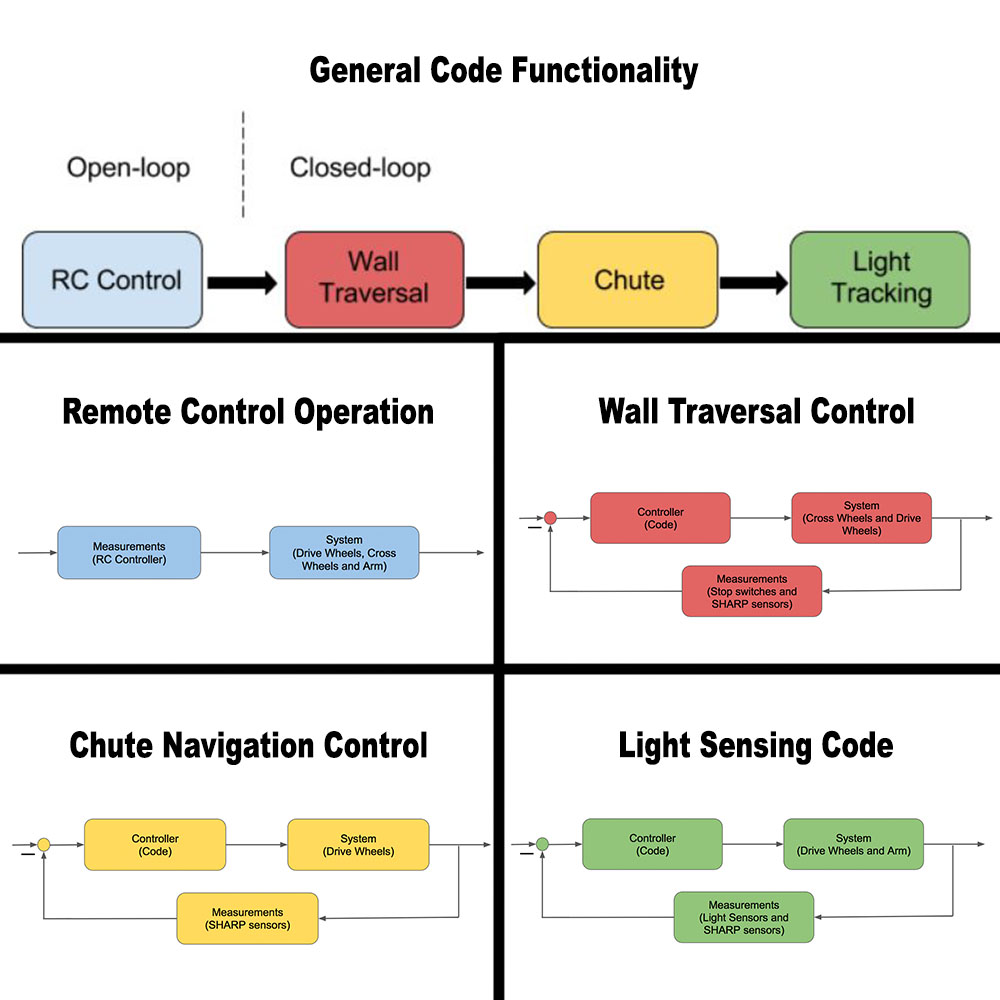 General Code Functionality
Open-loop
Closed-loop
RC Control
Wall
Traversal
Chute
Light
Tracking
Remote Control Operation
Measurements
(RC Controller)
System
(Drive Wheels, Cross
Wheels and Arm)
Wall Traversal Control
Controller
(Code)
System
(Cross Wheels and Drive
Wheels)
Measurements
(Stop switches and
SHARP sensors)
Chute Navigation Control
Controller
(Code)
System
(Drive Wheels)
Measurements
(SHARP sensors)
Light Sensing Code
Controller
(Code)
System
(Drive Wheels and Arm)
Measurements
(Light Sensors and
SHARP sensors)